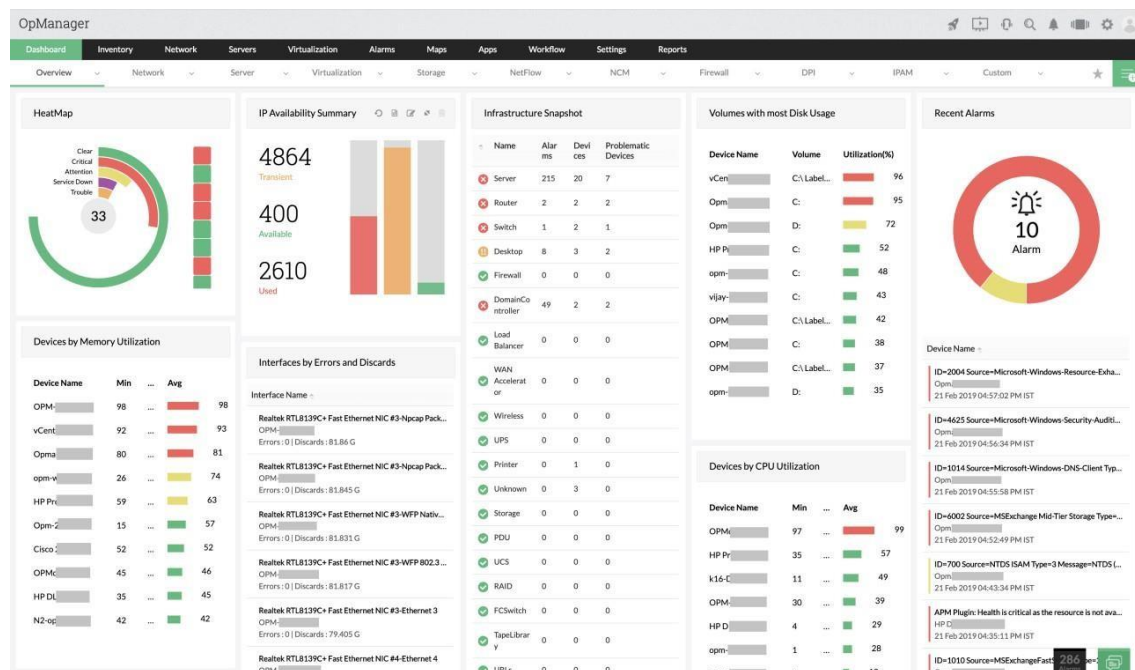 OpManager
Dashboard Inventory Network Servers Virtualization Alarms Maps Apps Workflow Settings Reports
Overview Network Server Virtualization Storage NetFlow NCM Firewall DPI IPAM Custom
HeatMap
Clear
Critical
Attention
Service Down
Trouble
33
Devices by Memory Utilization
Device Name Min ... Avg
OPM- 98 ... 98
vCent 92 ... 93
Opma 80 ... 81
opm-v 26 ... 74
HP Pro 59 ... 63
Opm-2 15 ... 57
Cisco 52 ... 52
OPMc 45 ... 46
HP DL 35 ... 45
N2-op 42 ... 42
IP Availability Summary
4864
Transient
400
Available
2610
Used
Interfaces by Errors and Discards
Interface Name
Realtek RTL8139C+ Fast Ethernet NIC #3-Npcap Pack...
OPM-
Errors : 0 | Discards : 81.86 G
Realtek RTL8139C+ Fast Ethernet NIC #3-Npcap Pack...
OPM-
Errors : 0 | Discards : 81.845 G
Realtek RTL8139C+ Fast Ethernet NIC #3-WFP Nativ...
OPM-
Errors : 0 | Discards : 81.831 G
Realtek RTL8139C+ Fast Ethernet NIC #3-WFP 802.3 ...
OPM-
Errors : 0 | Discards : 81.817 G
Realtek RTL8139C+ Fast Ethernet NIC #3-Ethernet 3
OPM-
Errors : 0 | Discards : 79.405 G
Realtek RTL8139C+ Fast Ethernet NIC #4-Ethernet 4
Infrastructure Snapshot
Name Alar Devi Problematic
ms ces Devices
Server 215 20 7
Router 2 2 2
Switch 1 2 1
Desktop 8 3 2
Firewall 0 0 0
DomainCo
ntroller 49 2 2
Load
Balancer 0 0 0
WAN
Accelerat 0 0 0
or
Wireless 0 0 0
UPS 0 0 0
Printer 0 1 0
Unknown 0 3 0
Storage 0 0 0
PDU 0 0 0
UCS 0 0 0
RAID 0 0 0
FCSwitch 0 0 0
TapeLibrar
y 0 0 0
URLs 0 0 0
Volumes with most Disk Usage
Device Name Volume Utilization(%)
vCen C:\ Label... 96
Opm C: 95
Opm D: 72
HP Pr C: 52
opm- C: 48
vijay- C: 43
OPM C:\ Label... 42
OPM C: 38
OPM C:\ Label... 37
opm- D: 35
Devices by CPU Utilization
Device Name Min ... Avg
OPM 97 ... 99
HP Pr 35 ... 57
k16-D 11 ... 49
OPM- 30 ... 39
HP D 4 ... 29
opm- 1 ... 28
Recent Alarms
10
Alarm
Device Name
ID=2004 Source=Microsoft-Windows-Resource-Exha...
Opm
21 Feb 2019 04:57:02 PM IST
ID=4625 Source=Microsoft-Windows-Security-Auditi...
Opm
21 Feb 2019 04:56:34 PM IST
ID=1014 Source=Microsoft-Windows-DNS-Client Typ...
Opm
21 Feb 2019 04:55:58 PM IST
ID=6002 Source=MSExchange Mid-Tier Storage Type=...
Opm
21 Feb 2019 04:52:49 PM IST
ID=700 Source=NTDS ISAM Type=3 Message=NTDS (...
Opm
21 Feb 2019 04:43:34 PM IST
APM Plugin: Health is critical as the resource is not ava...
HP D
21 Feb 2019 04:35:11 PM IST
ID=1010 Source=MSExchangeFast
286